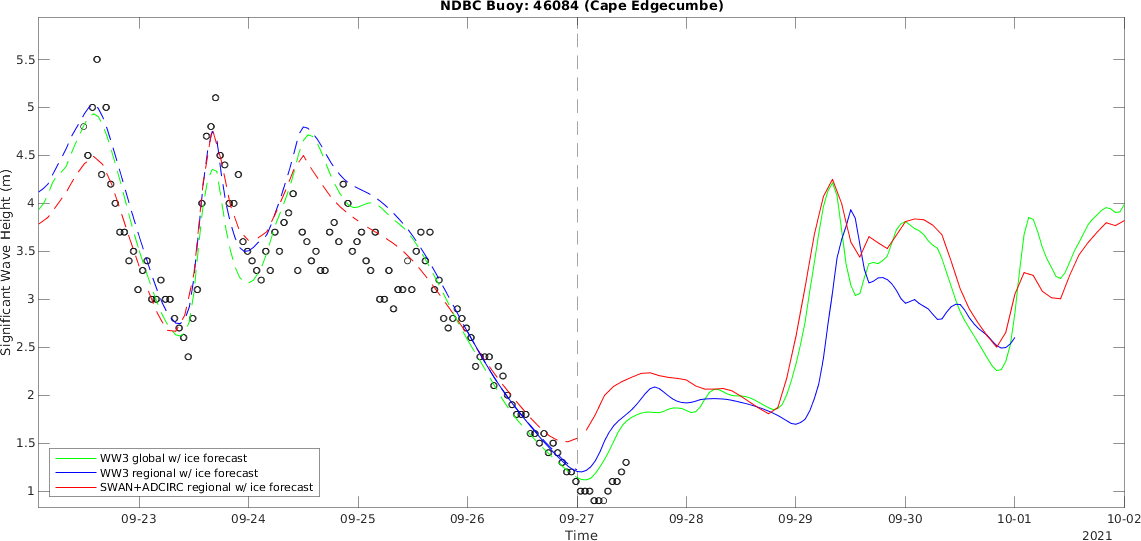 NDBC Buoy: 46084 (Cape Edgecumbe)
Significant Wave Height (m)
5.5
5
4.5
4
3.5
3
2.5
2
1.5
1
WW3 global w/ ice forecast
WW3 regional w/ ice forecast
SWAN+ADCIRC regional w/ ice forecast
09-23 09-24 09-25 09-26 09-27 09-28 09-29 09-30 10-01 10-02
Time
2021